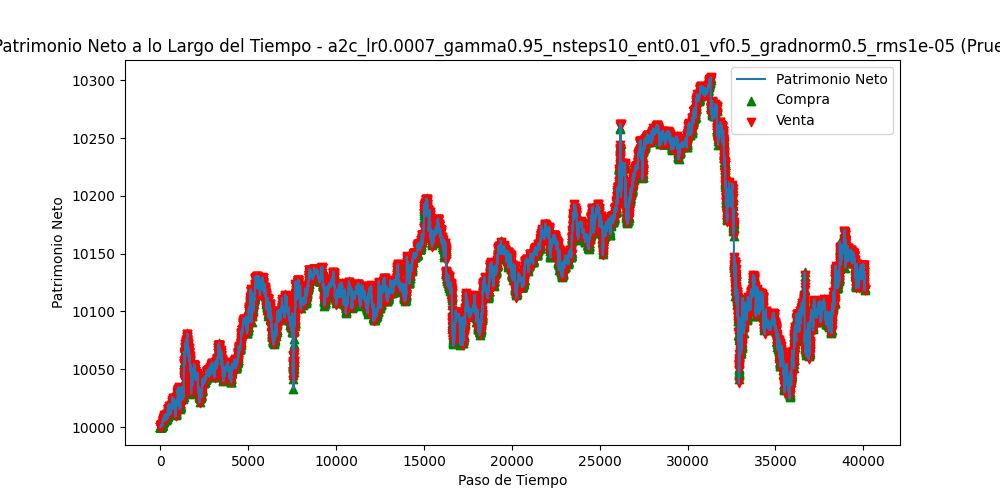 Patrimonio Neto a lo Largo del Tiempo - a2c_lr0.0007_gamma0.95_nsteps10_ent0.01_vf0.5_gradnorm0.5_rms1e-05 (Prue
10300
10250
10200
10150
10100
10050
10000
Patrimonio Neto
Patrimonio Neto
Compra
Venta
0 5000 10000 15000 20000 25000 30000 35000 40000
Paso de Tiempo